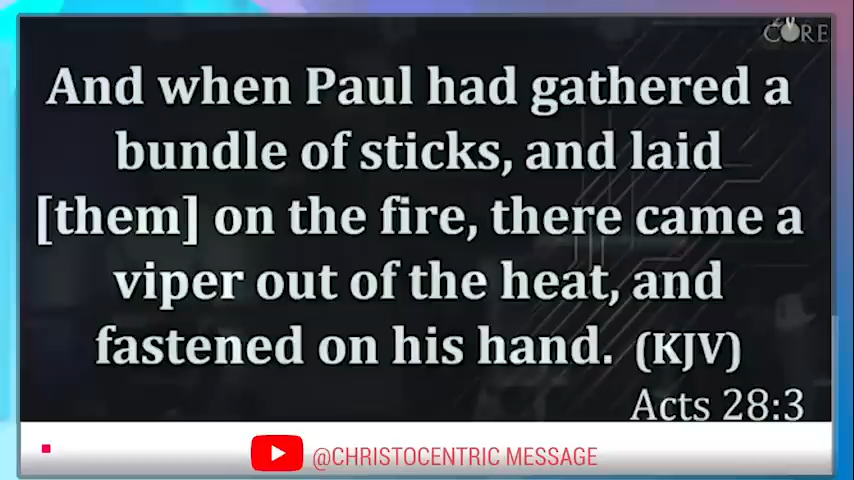 CORE
And when Paul had gathered a
bundle of sticks, and laid
[them] on the fire, there came a
viper out of the heat, and
fastened on his hand. (KJV)
Acts 28:3
@CHRISTOCENTRIC MESSAGE